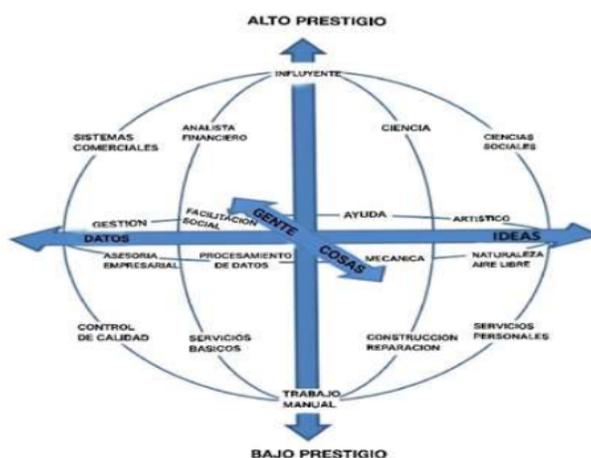 ALTO PRESTIGIO
INFLUYENTE
SISTEMAS
COMERCIALES
ANALISTA
FINANCIERO
CIENCIA
CIENCIAS
SOCIALES
GESTION
FACILITACION
SOCIAL
GENTE
AYUDA
ARTISTICO
DATOS
IDEAS
ASESORIA
EMPRESARIAL
PROCESAMIENTO
DE DATOS
COSAS
MECANICA
NATURALEZA
AIRE LIBRE
CONTROL
DE CALIDAD
SERVICIOS
BASICOS
CONSTRUCCION
REPARACION
SERVICIOS
PERSONALES
TRABAJO
MANUAL
BAJO PRESTIGIO